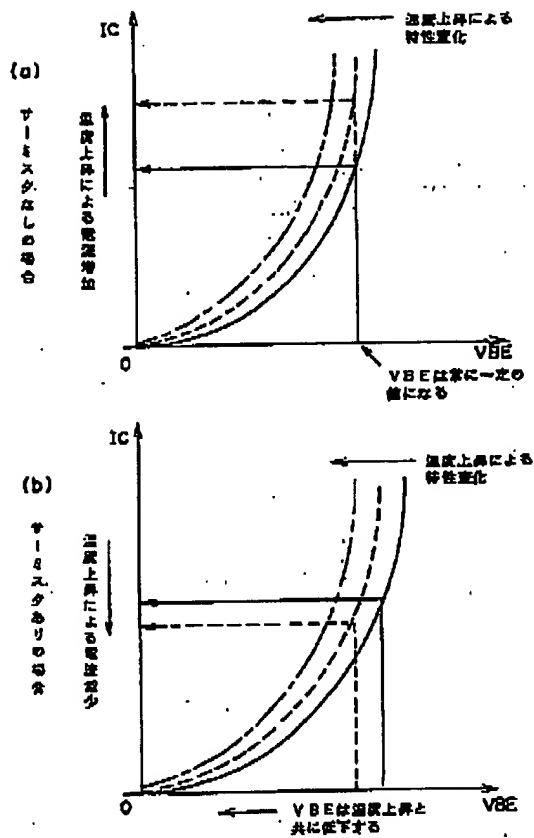 IC
温度上昇による
特性変化
(a)
サーミスタなしの場合
温度上昇による電流増加
0
VBE
VBEは常に一定の
値になる
IC
温度上昇による
特性変化
(b)
サーミスタありの場合
温度上昇による電流減少
0
VBE
VBEは温度上昇と
共に低下する